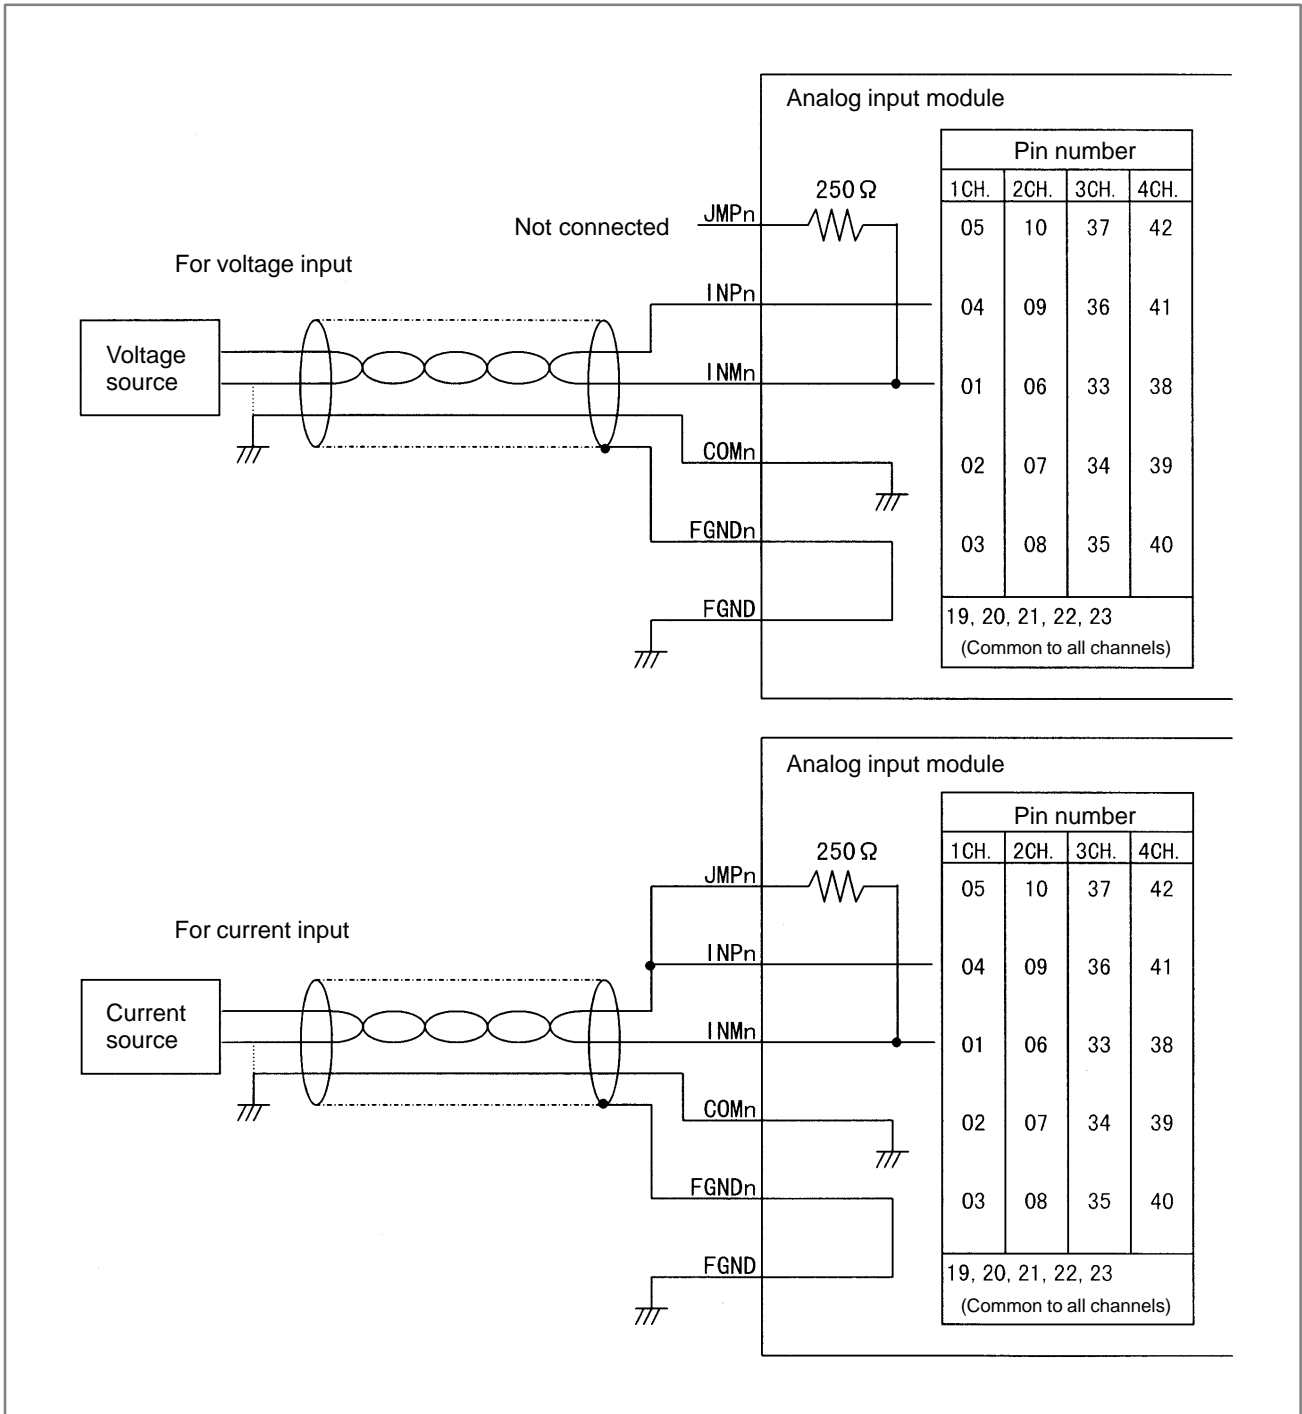 Analog input module
Pin number
1CH. 2CH. 3CH. 4CH.
250Ω
Not connected JMPn 05 10 37 42
For voltage input
INPn 04 09 36 41
Voltage
source
INMn 01 06 33 38
COMn 02 07 34 39
FGNDn 03 08 35 40
FGND 19, 20, 21, 22, 23
(Common to all channels)
Analog input module
Pin number
1CH. 2CH. 3CH. 4CH.
250Ω
JMPn 05 10 37 42
For current input
INPn 04 09 36 41
Current
source
INMn 01 06 33 38
COMn 02 07 34 39
FGNDn 03 08 35 40
FGND 19, 20, 21, 22, 23
(Common to all channels)